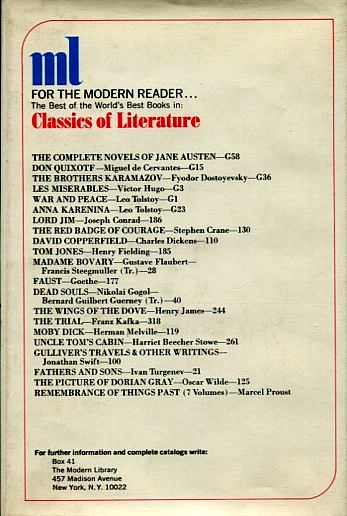 ml
FOR THE MODERN READER...
The Best of the World's Best Books in:
Classics of Literature
THE COMPLETE NOVELS OF JANE AUSTEN—G58
DON QUIXOTE—Miguel de Cervantes—G15
THE BROTHERS KARAMAZOV—Fyodor Dostoyevsky—G36
LES MISERABLES—Victor Hugo—G3
WAR AND PEACE—Leo Tolstoy—G1
ANNA KARENINA—Leo Tolstoy—G23
LORD JIM—Joseph Conrad—186
THE RED BADGE OF COURAGE—Stephen Crane—130
DAVID COPPERFIELD—Charles Dickens—110
TOM JONES—Henry Fielding—185
MADAME BOVARY—Gustave Flaubert—
Francis Steegmuller (Tr.)—28
FAUST—Goethe—177
DEAD SOULS—Nikolai Gogol—
Bernard Guilbert Guerney (Tr.)—40
THE WINGS OF THE DOVE—Henry James—244
THE TRIAL—Franz Kafka—318
MOBY DICK—Herman Melville—119
UNCLE TOM'S CABIN—Harriet Beecher Stowe—261
GULLIVER'S TRAVELS & OTHER WRITINGS—
Jonathan Swift—100
FATHERS AND SONS—Ivan Turgenev—21
THE PICTURE OF DORIAN GRAY—Oscar Wilde—125
REMEMBRANCE OF THINGS PAST (7 Volumes)—Marcel Proust
For further information and complete catalogs write:
Box 41
The Modern Library
457 Madison Avenue
New York, N.Y. 10022